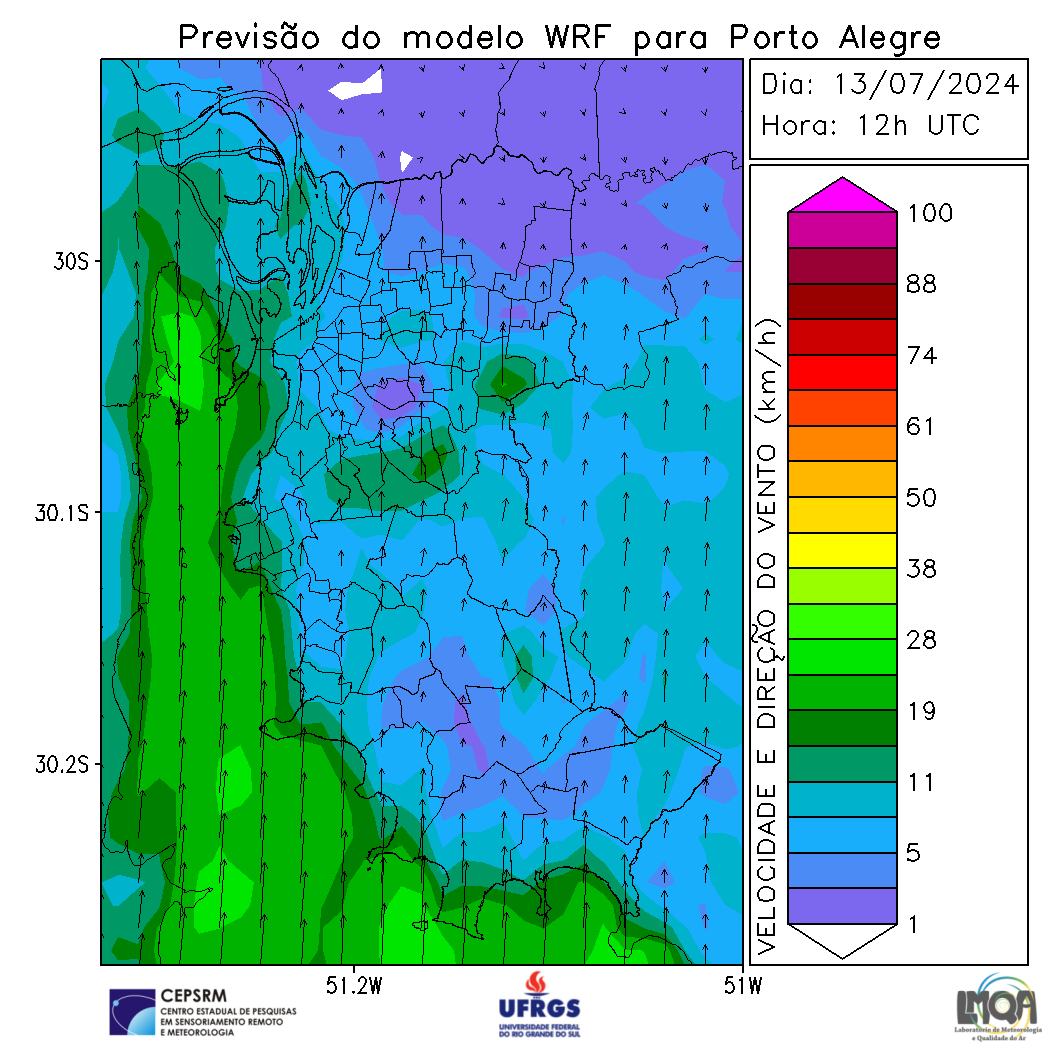 Previsão do modelo WRF para Porto Alegre
Dia: 13/07/2024
Hora: 12h UTC
30S
30.1S
30.2S
51.2W
51W
VELOCIDADE E DIREÇÃO DO VENTO (km/h)
100
88
74
61
50
38
28
19
11
5
1
CEPSRM
CENTRO ESTADUAL DE PESQUISAS
EM SENSORIAMENTO REMOTO
E METEOROLOGIA
UFRGS
UNIVERSIDADE FEDERAL
DO RIO GRANDE DO SUL
LMQA
Laboratório de Meteorologia
e Qualidade do Ar